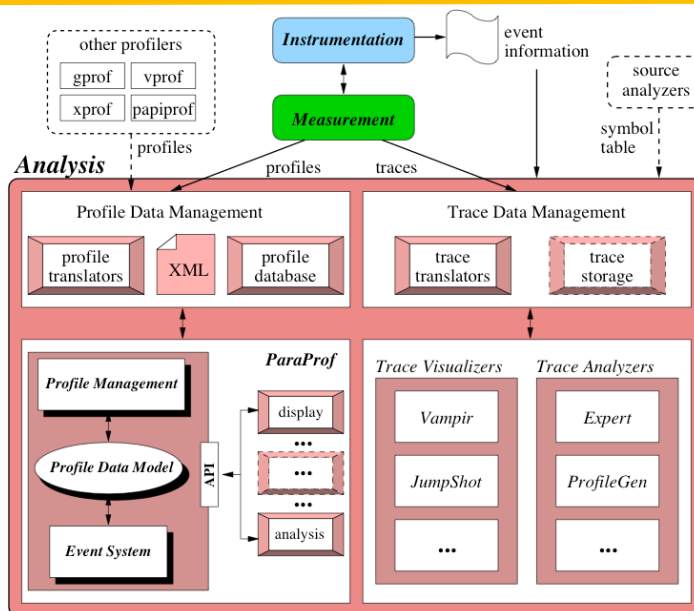 other profilers
gprof
vprof
xprof
papiprof
Instrumentation
event
information
source
analyzers
Measurement
symbol
table
profiles
Analysis
profiles
traces
Profile Data Management
profile
translators
XML
profile
database
Trace Data Management
trace
translators
trace
storage
ParaProf
Profile Management
Profile Data Model
Event System
API
display
...
...
...
analysis
Trace Visualizers
Vampir
JumpShot
...
Trace Analyzers
Expert
ProfileGen
...